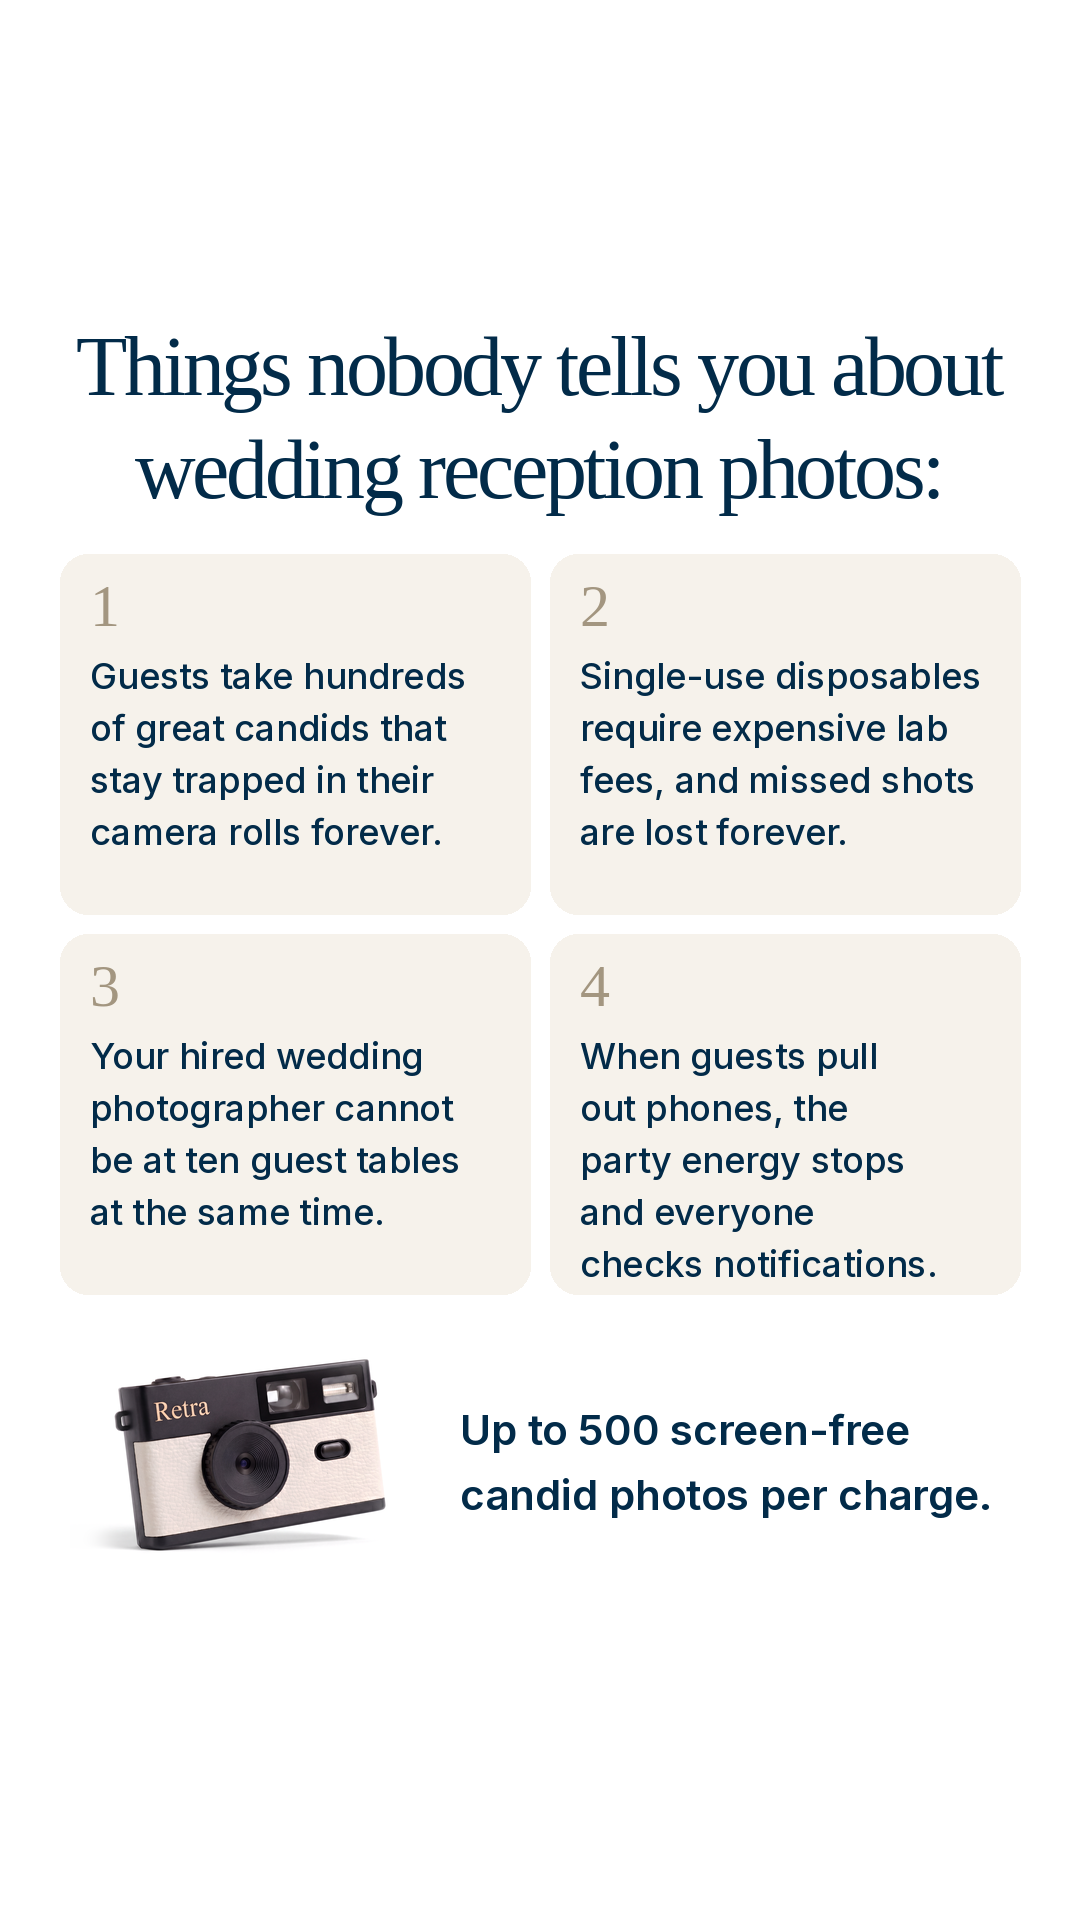 Things nobody tells you about
wedding reception photos:
1
Guests take hundreds
of great candids that
stay trapped in their
camera rolls forever.
2
Single-use disposables
require expensive lab
fees, and missed shots
are lost forever.
3
Your hired wedding
photographer cannot
be at ten guest tables
at the same time.
4
When guests pull
out phones, the
party energy stops
and everyone
checks notifications.
Retra
Up to 500 screen-free
candid photos per charge.